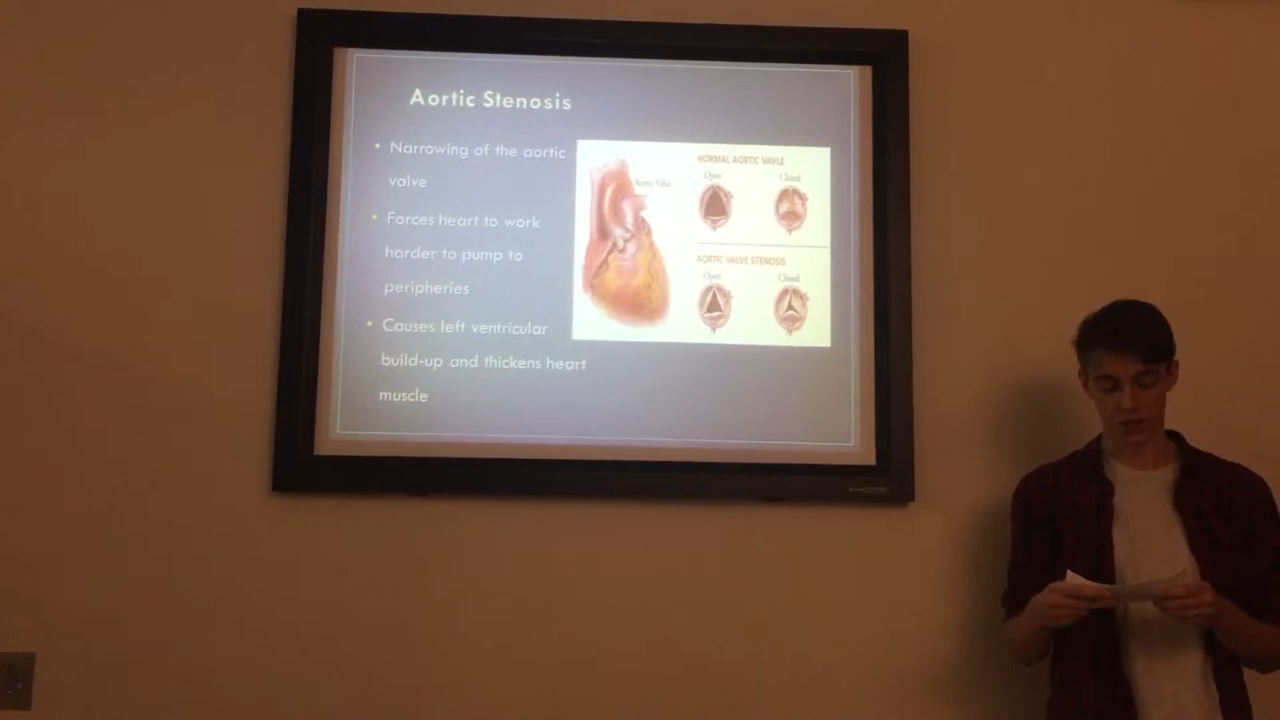 Aortic Stenosis
• Narrowing of the aortic
valve
• Forces heart to work
harder to pump to
peripheries
• Causes left ventricular
build-up and thickens heart
muscle
Aortic Valve
NORMAL AORTIC VAVLE
Open Closed
AORTIC VALVE STENOSIS
Open Closed